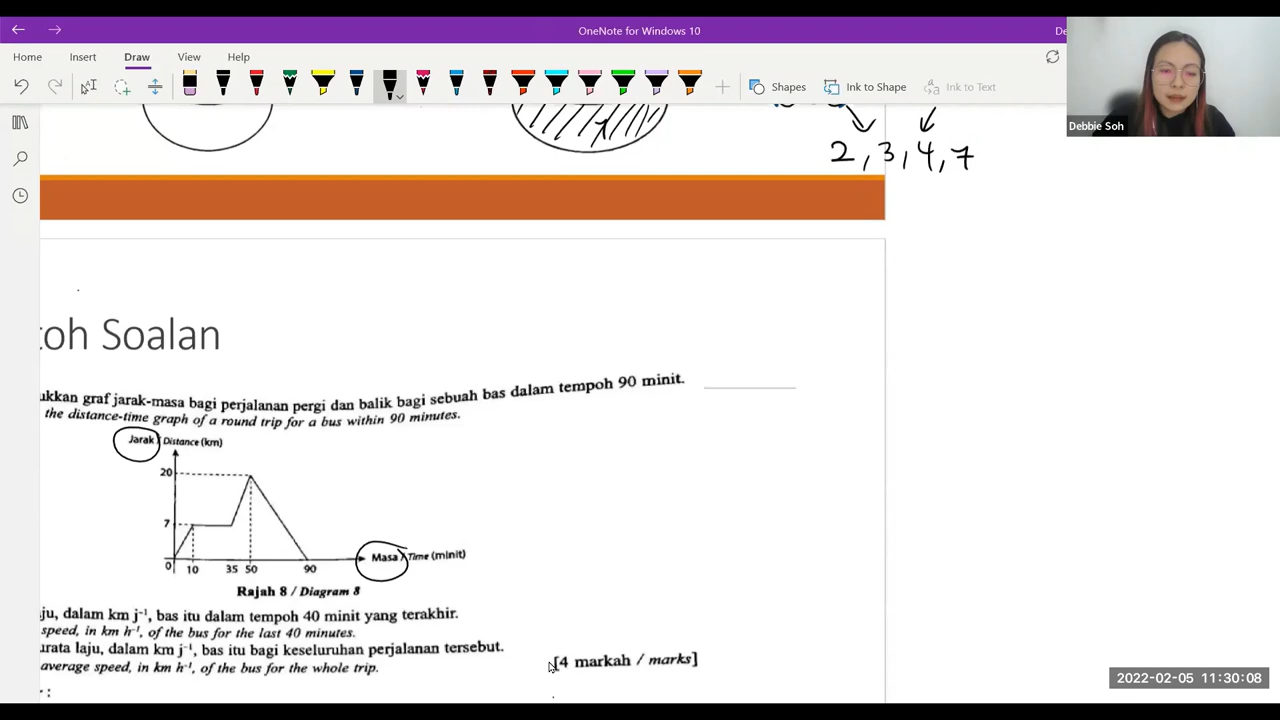 OneNote for Windows 10
De
Home Insert Draw View Help
Shapes Ink to Shape Ink to Text
Debbie Soh
2, 3, 4, 7
toh Soalan
ukkan graf jarak-masa bagi perjalanan pergi dan balik bagi sebuah bas dalam tempoh 90 minit.
the distance-time graph of a round trip for a bus within 90 minutes.
Jarak / Distance (km)
20
7
0 10 35 50 90
Masa / Time (minit)
Rajah 8 / Diagram 8
ju, dalam km j⁻¹, bas itu dalam tempoh 40 minit yang terakhir.
speed, in km h⁻¹, of the bus for the last 40 minutes.
urata laju, dalam km j⁻¹, bas itu bagi keseluruhan perjalanan tersebut.
average speed, in km h⁻¹, of the bus for the whole trip.
[4 markah / marks]
:
2022-02-05 11:30:08